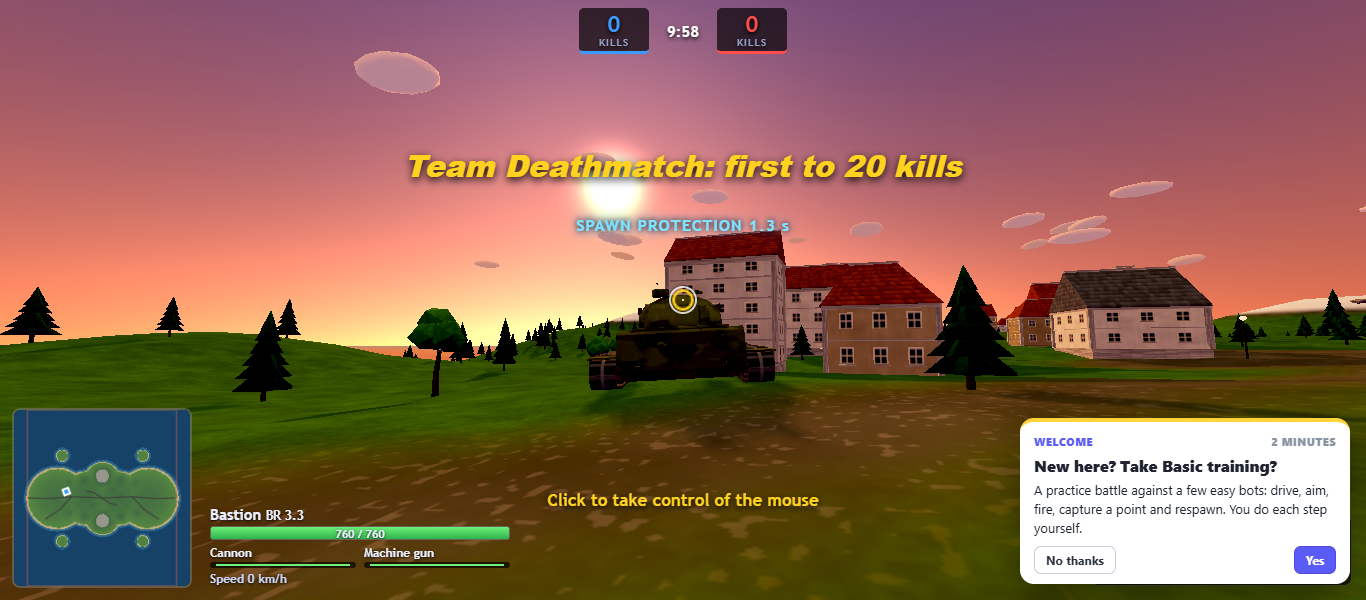 0
KILLS
9:58
0
KILLS
Team Deathmatch: first to 20 kills
SPAWN PROTECTION 1.3 s
Click to take control of the mouse
Bastion BR 3.3
760 / 760
Cannon
Machine gun
Speed 0 km/h
WELCOME
2 MINUTES
New here? Take Basic training?
A practice battle against a few easy bots: drive, aim,
fire, capture a point and respawn. You do each step
yourself.
No thanks
Yes